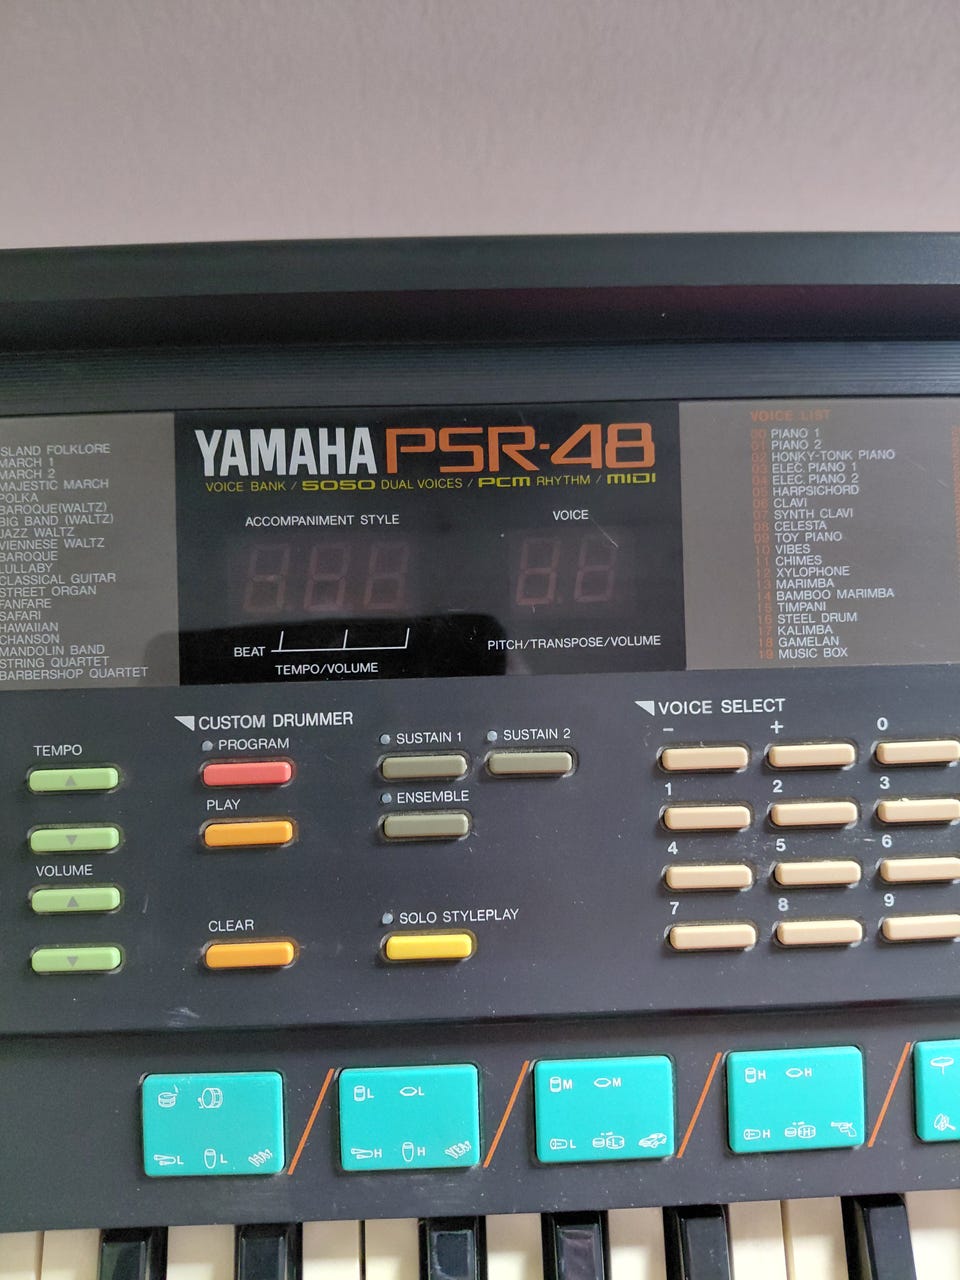 YAMAHA PSR-48
VOICE BANK / 5050 DUAL VOICES / PCM RHYTHM / MIDI
ACCOMPANIMENT STYLE
VOICE
BEAT
TEMPO/VOLUME
PITCH/TRANSPOSE/VOLUME
ISLAND FOLKLORE
MARCH 1
MARCH 2
MAJESTIC MARCH
POLKA
BAROQUE(WALTZ)
BIG BAND (WALTZ)
JAZZ WALTZ
VIENNESE WALTZ
BAROQUE
LULLABY
CLASSICAL GUITAR
STREET ORGAN
FANFARE
SAFARI
HAWAIIAN
CHANSON
MANDOLIN BAND
STRING QUARTET
BARBERSHOP QUARTET
VOICE LIST
00 PIANO 1
01 PIANO 2
02 HONKY-TONK PIANO
03 ELEC. PIANO 1
04 ELEC. PIANO 2
05 HARPSICHORD
06 CLAVI
07 SYNTH CLAVI
08 CELESTA
09 TOY PIANO
10 VIBES
11 CHIMES
12 XYLOPHONE
13 MARIMBA
14 BAMBOO MARIMBA
15 TIMPANI
16 STEEL DRUM
17 KALIMBA
18 GAMELAN
19 MUSIC BOX
TEMPO
VOLUME
CUSTOM DRUMMER
PROGRAM
PLAY
CLEAR
SUSTAIN 1
SUSTAIN 2
ENSEMBLE
SOLO STYLEPLAY
VOICE SELECT
- + 0
1 2 3
4 5 6
7 8 9
L L
L L
H H
M M
L L
H H
H H